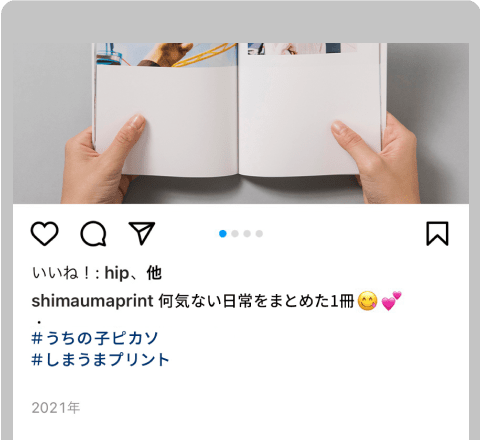 いいね!: hip、他
shimaumaprint 何気ない日常をまとめた1冊😋💕
.
#うちの子ピカソ
#しまうまプリント
2021年